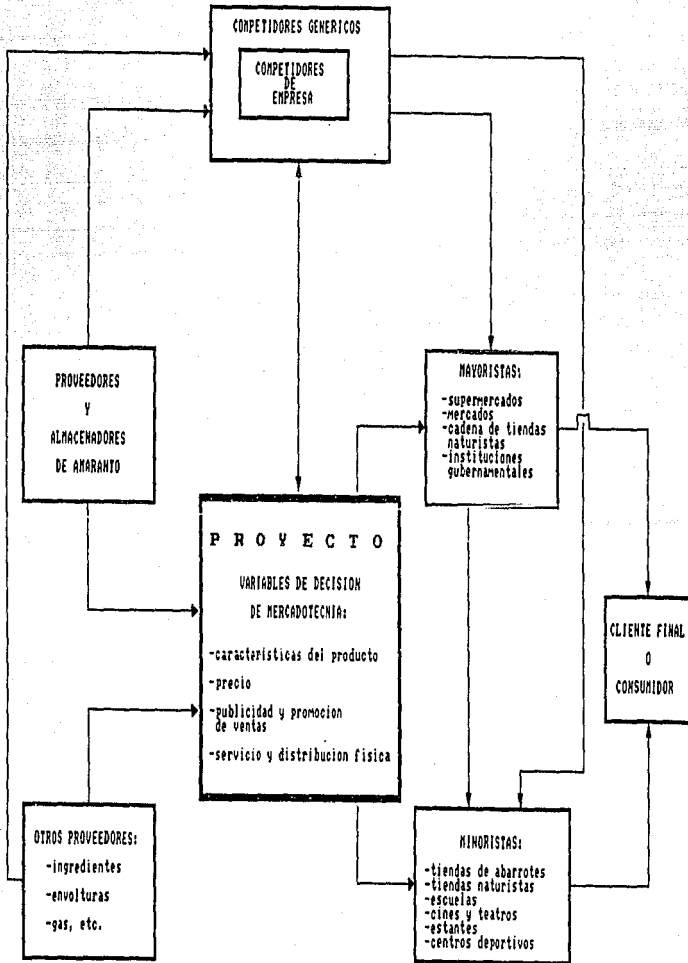 COMPETIDORES GENERICOS
COMPETIDORES
DE
EMPRESA
PROVEEDORES
Y
ALMACENADORES
DE AMARANTO
MAYORISTAS:
-supermercados
-mercados
-cadena de tiendas
naturistas
-instituciones
gubernamentales
P R O Y E C T O
VARIABLES DE DECISION
DE MERCADOTECNIA:
-características del producto
-precio
-publicidad y promocion
de ventas
-servicio y distribucion fisica
CLIENTE FINAL
O
CONSUMIDOR
OTROS PROVEEDORES:
-ingredientes
-envolturas
-gas, etc.
MINORISTAS:
-tiendas de abarrotes
-tiendas naturistas
-escuelas
-cines y teatros
-estantes
-centros deportivos